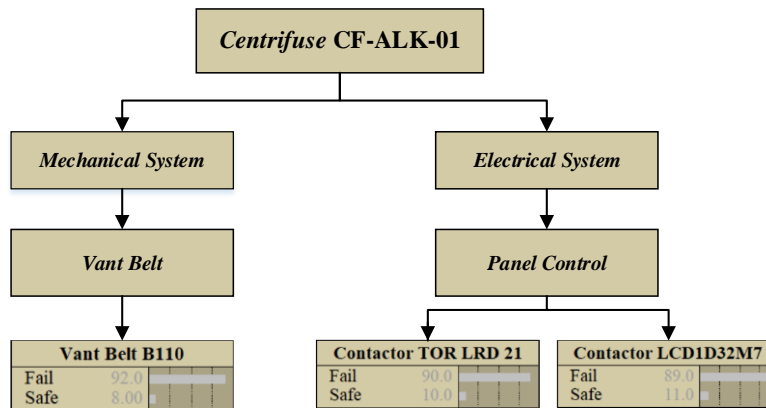 Centrifuse CF-ALK-01
Mechanical System
Electrical System
Vant Belt
Panel Control
Vant Belt B110
Fail 92.0
Safe 8.00
Contactor TOR LRD 21
Fail 90.0
Safe 10.0
Contactor LCD1D32M7
Fail 89.0
Safe 11.0